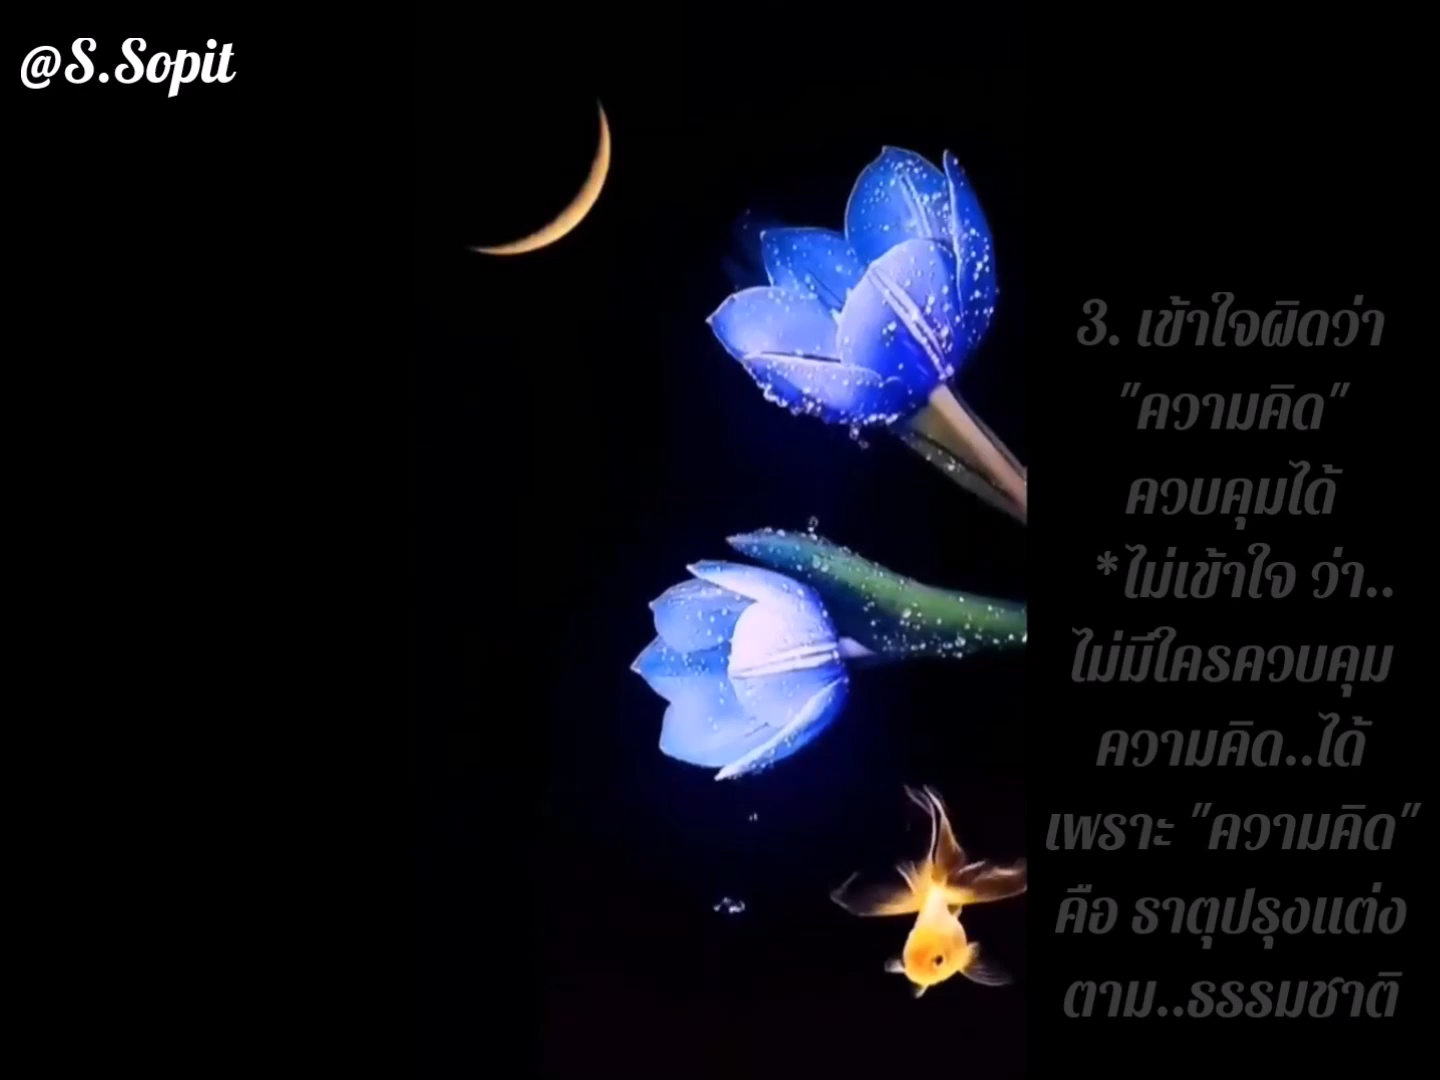 @S.Sopit
3. เข้าใจผิดว่า
"ความคิด"
ควบคุมได้
*ไม่เข้าใจ ว่า..
ไม่มีใครควบคุม
ความคิด..ได้
เพราะ "ความคิด"
คือ ธาตุปรุงแต่ง
ตาม..ธรรมชาติ